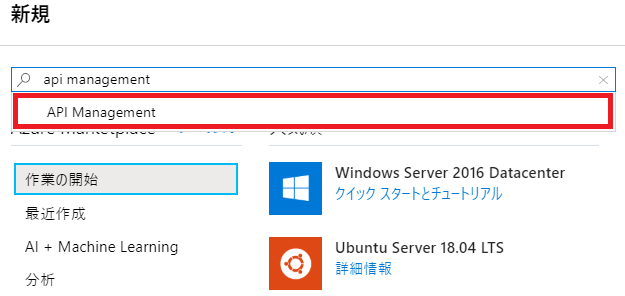 新規
api management
API Management
作業の開始
最近作成
AI + Machine Learning
分析
Windows Server 2016 Datacenter
クイック スタートとチュートリアル
Ubuntu Server 18.04 LTS
詳細情報